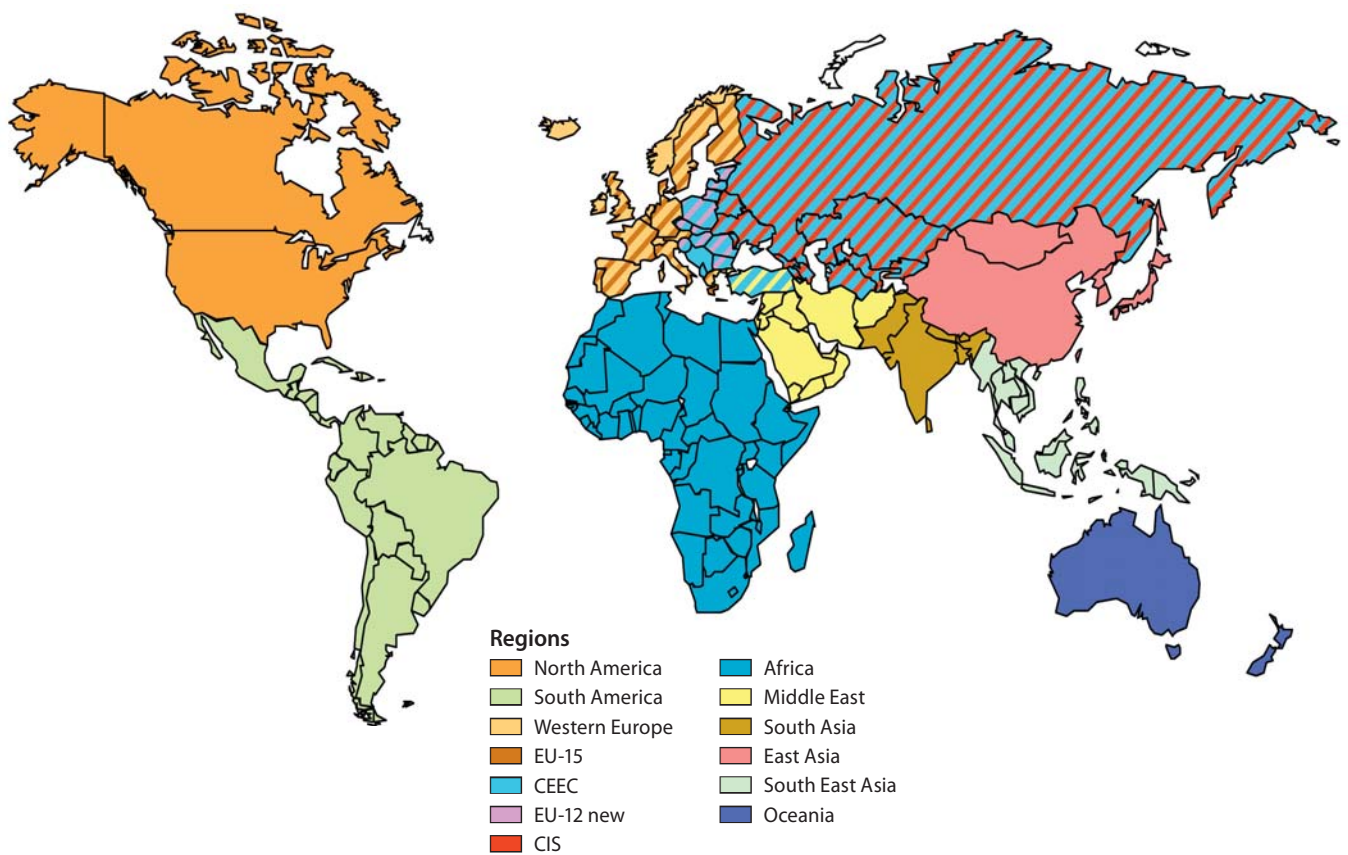 Regions
North America
South America
Western Europe
EU-15
CEEC
EU-12 new
CIS
Africa
Middle East
South Asia
East Asia
South East Asia
Oceania